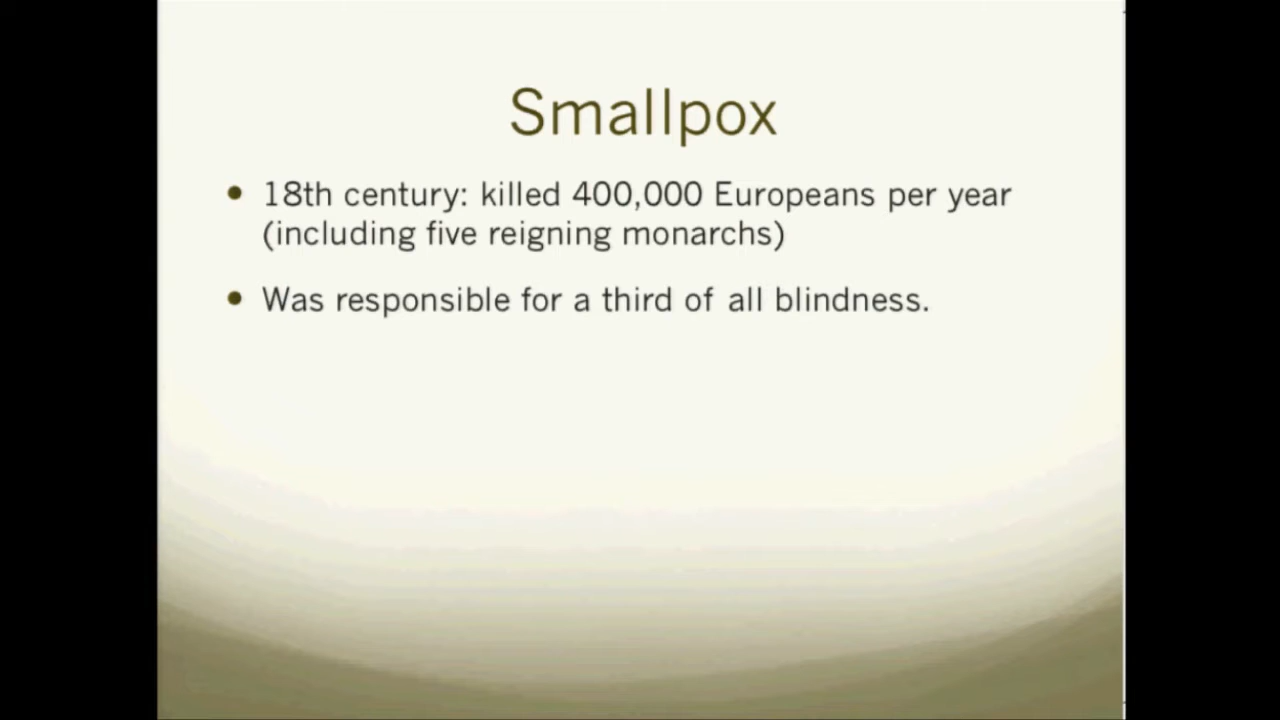 Smallpox
• 18th century: killed 400,000 Europeans per year
(including five reigning monarchs)
• Was responsible for a third of all blindness.